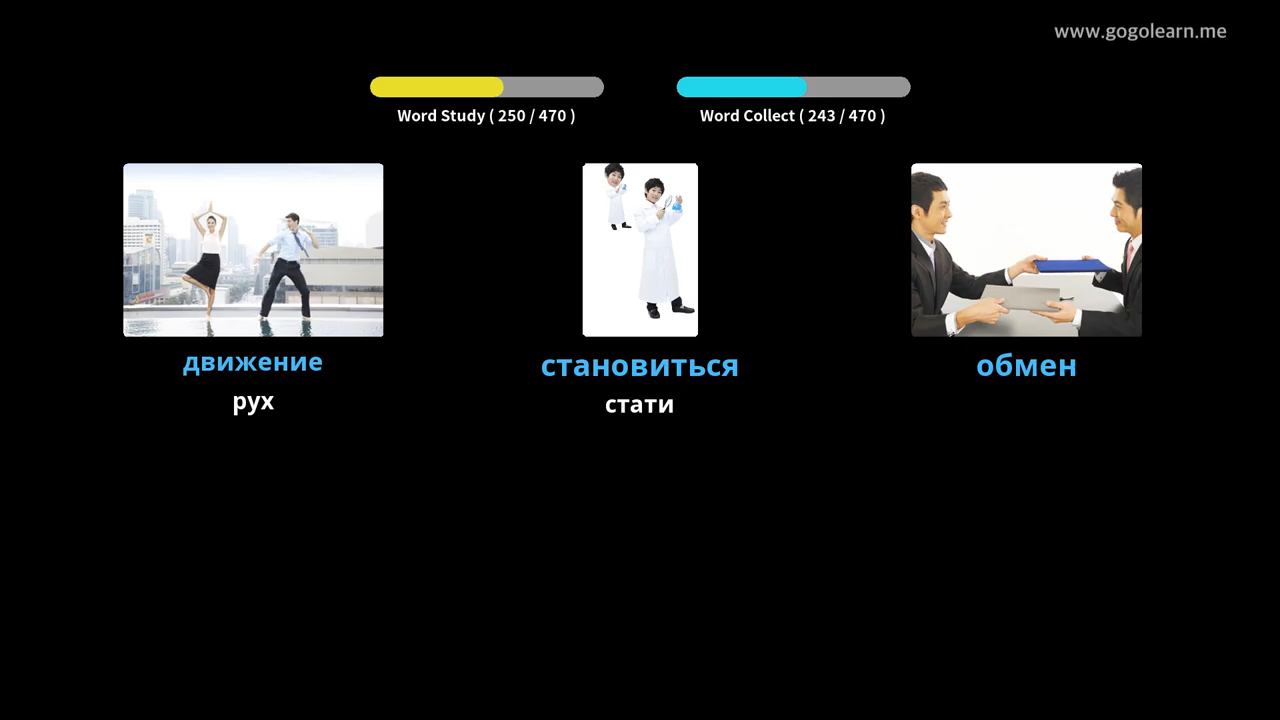 www.gogolearn.me
Word Study ( 250 / 470 )
Word Collect ( 243 / 470 )
движение
рух
становиться
стати
обмен